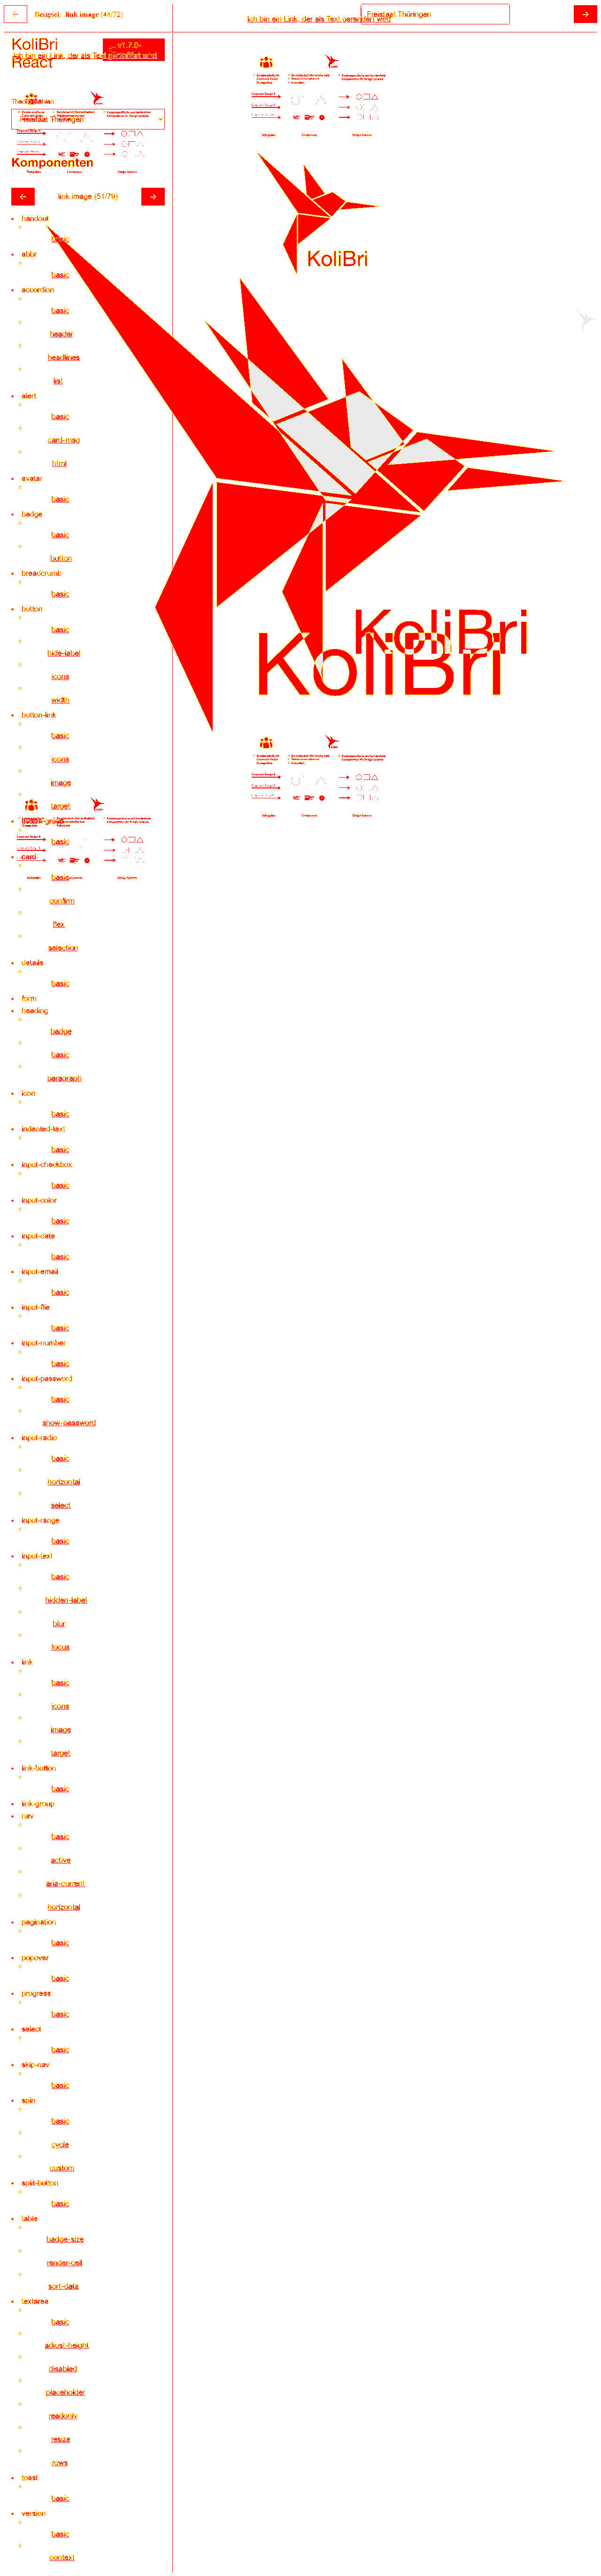 Beispiel: link image (48/72)
Freistaat Thüringen
Ich bin ein Link, der als Text gerendert wird
KoliBri
React
Ich bin ein Link, der als Text gerendert wird
Freistaat Thüringen
Komponenten
link image (51/79)
KoliBri
KoliBri
KoliBri
handout
basic
abbr
basic
accordion
basic
header
headlines
list
alert
basic
card-msg
html
avatar
basic
badge
basic
button
breadcrumb
basic
button
basic
hide-label
icons
width
button-link
basic
icons
image
target
basic
card
basic
confirm
flex
selection
details
basic
form
heading
badge
basic
paragraph
icon
basic
indented-text
basic
input-checkbox
basic
input-color
basic
input-date
basic
input-email
basic
input-file
basic
input-number
basic
input-password
basic
show-password
input-radio
basic
horizontal
select
input-range
basic
input-text
basic
hidden-label
blur
focus
link
basic
icons
image
target
link-button
basic
link-group
nav
basic
active
aria-current
horizontal
pagination
basic
popover
basic
progress
basic
select
basic
skip-nav
basic
spin
basic
cycle
custom
split-button
basic
table
badge-size
render-cell
sort-data
textarea
basic
adjust-height
disabled
placeholder
readonly
resize
rows
toast
basic
version
basic
context